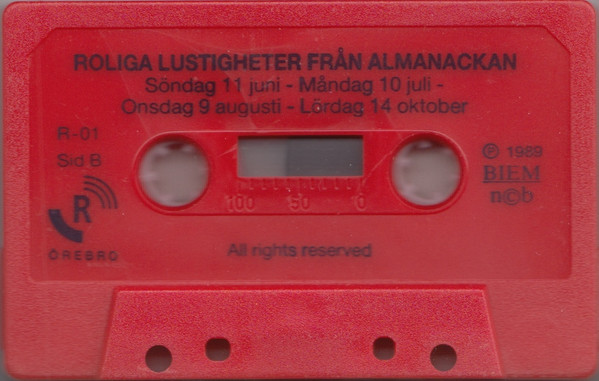 ROLIGA LUSTIGHETER FRÅN ALMANACKAN
Söndag 11 juni - Måndag 10 juli -
Onsdag 9 augusti - Lördag 14 oktober
R-01
Sid B
R
ÖREBRO
℗ 1989
BIEM
n©b
100 50 0
All rights reserved